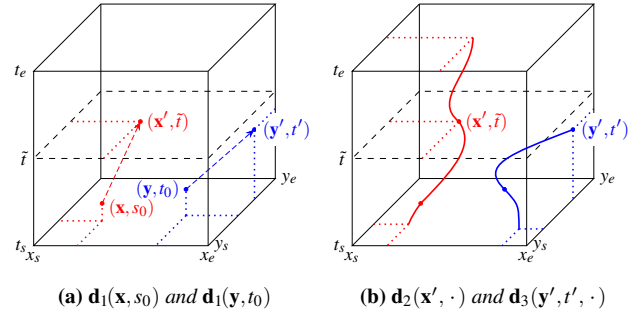 t_e
t̃
t_s
x_s
x_e
y_s
y_e
(x′, t̃)
(y′, t′)
(y, t_0)
(x, s_0)
t_e
t̃
t_s
x_s
x_e
y_s
y_e
(x′, t̃)
(y′, t′)
(a) d_1(x, s_0) and d_1(y, t_0)
(b) d_2(x′, ·) and d_3(y′, t′, ·)